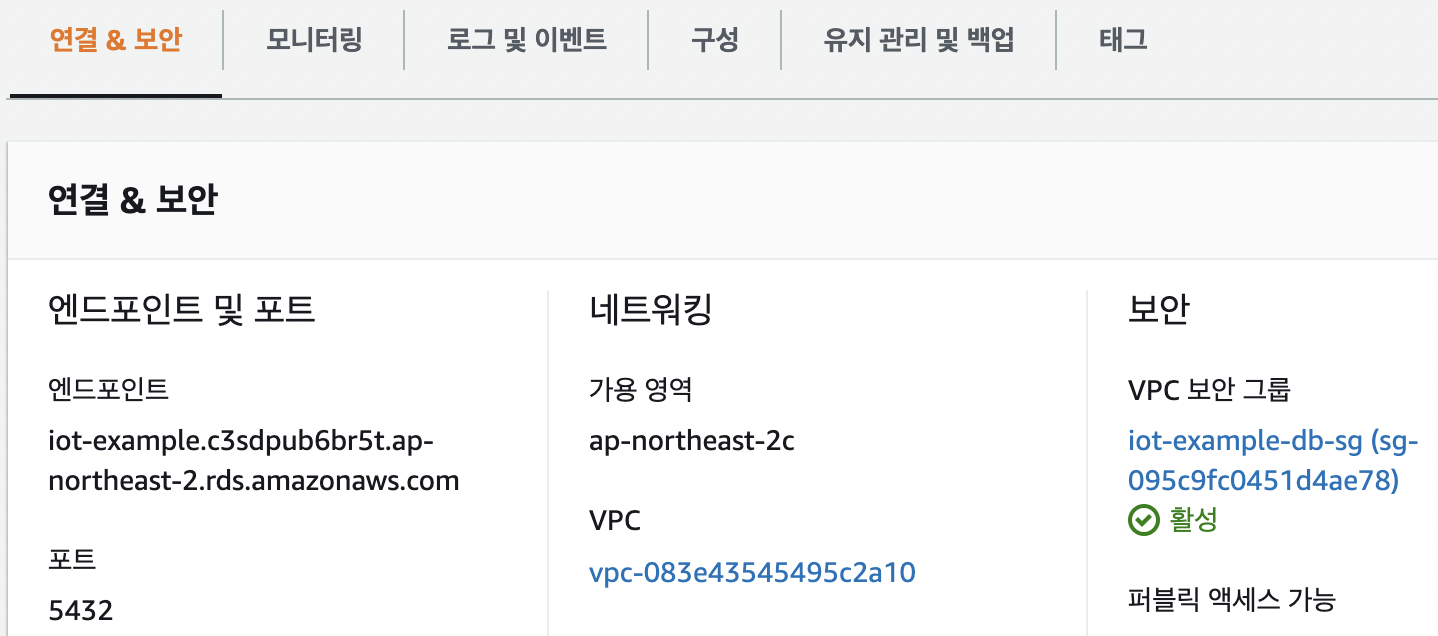 연결 & 보안
모니터링
로그 및 이벤트
구성
유지 관리 및 백업
태그
연결 & 보안
엔드포인트 및 포트
엔드포인트
iot-example.c3sdpub6br5t.ap-
northeast-2.rds.amazonaws.com
포트
5432
네트워킹
가용 영역
ap-northeast-2c
VPC
vpc-083e43545495c2a10
보안
VPC 보안 그룹
iot-example-db-sg (sg-
095c9fc0451d4ae78)
활성
퍼블릭 액세스 가능